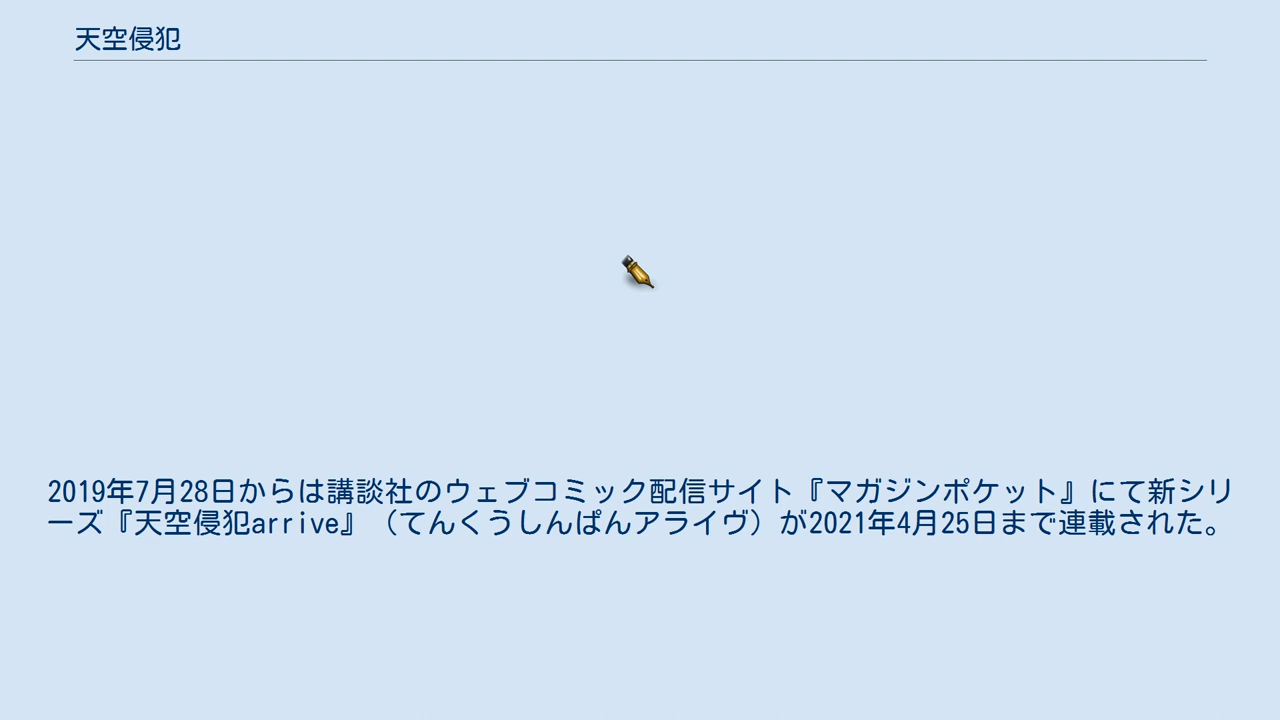 天空侵犯
2019年7月28日からは講談社のウェブコミック配信サイト『マガジンポケット』にて新シリ
ーズ『天空侵犯arrive』（てんくうしんぱんアライヴ）が2021年4月25日まで連載された。